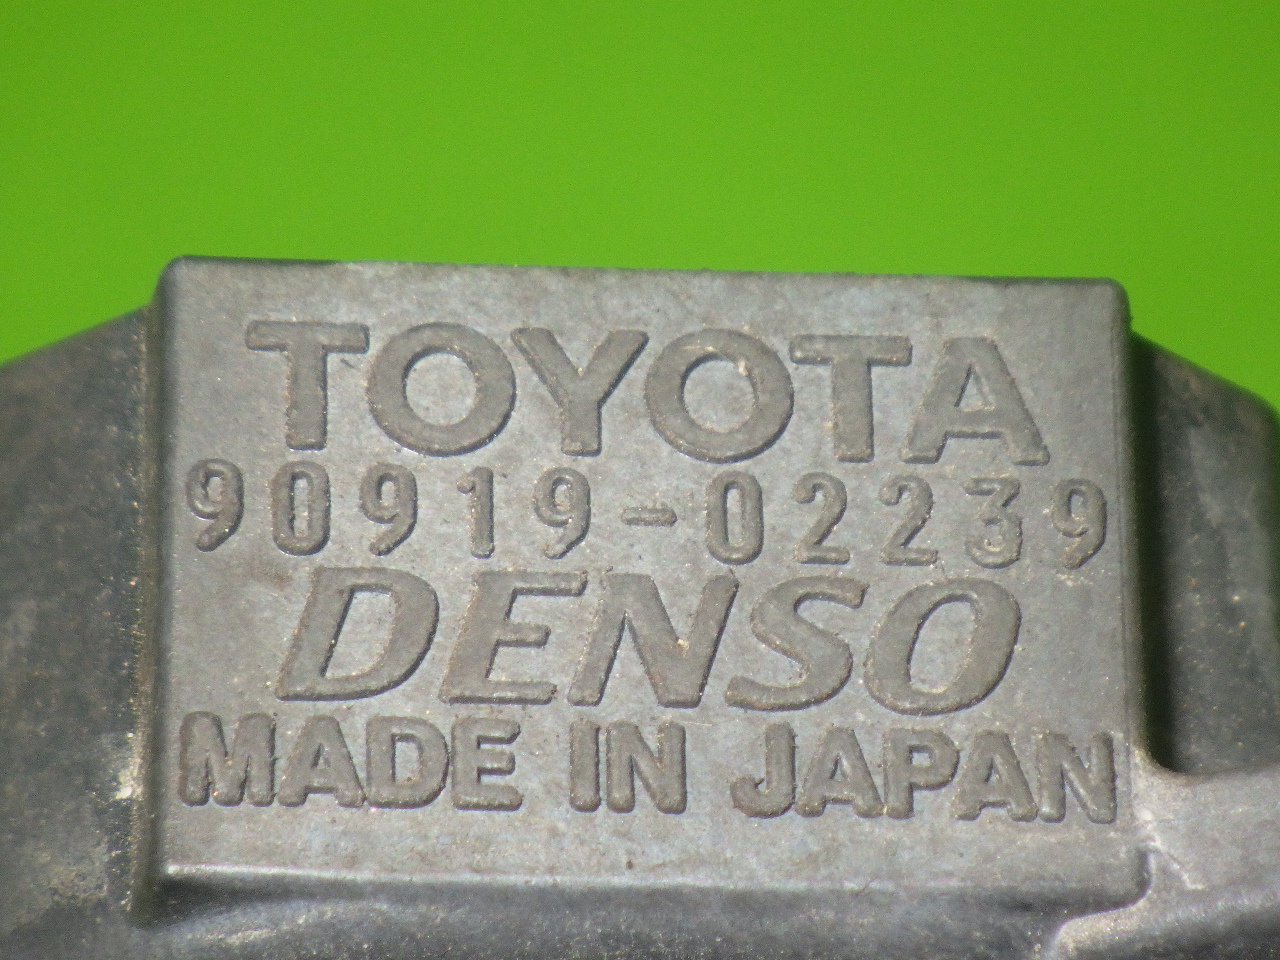 TOYOTA
90919-02239
DENSO
MADE IN JAPAN